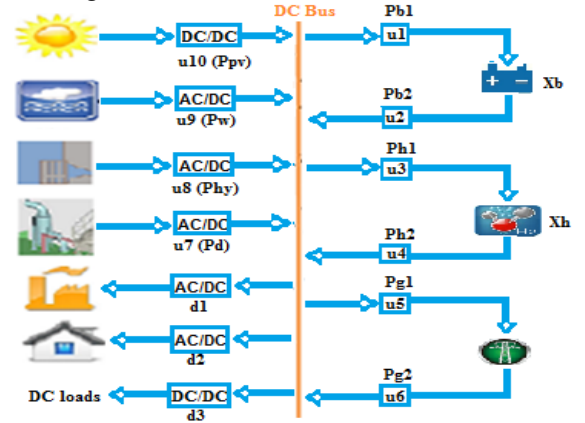 DC Bus
Pb1
DC/DC
u1
u10 (Ppv)
Xb
Pb2
AC/DC
u2
u9 (Pw)
Ph1
AC/DC
u3
u8 (Phy)
Xh
Ph2
AC/DC
u4
u7 (Pd)
Pg1
AC/DC
u5
d1
AC/DC
d2
Pg2
DC loads
DC/DC
u6
d3